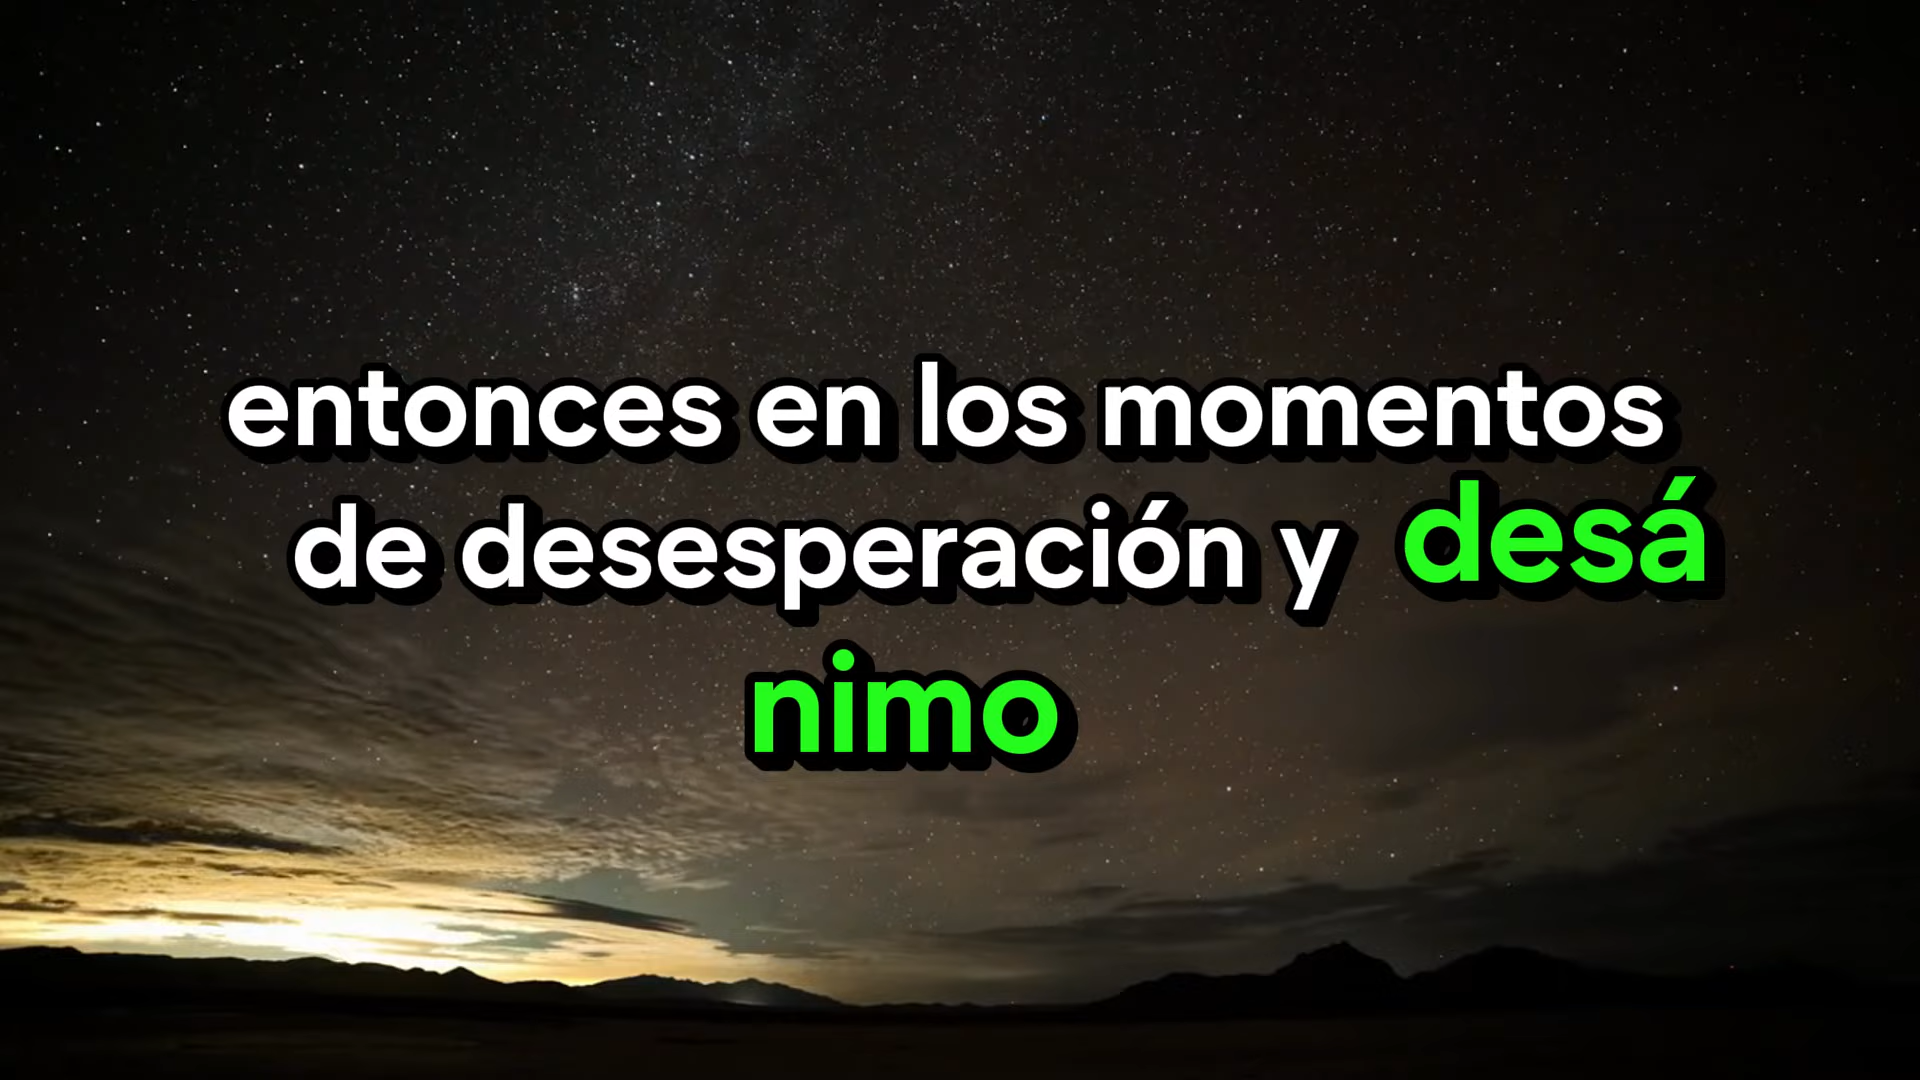 entonces en los momentos
de desesperación y desá
nimo